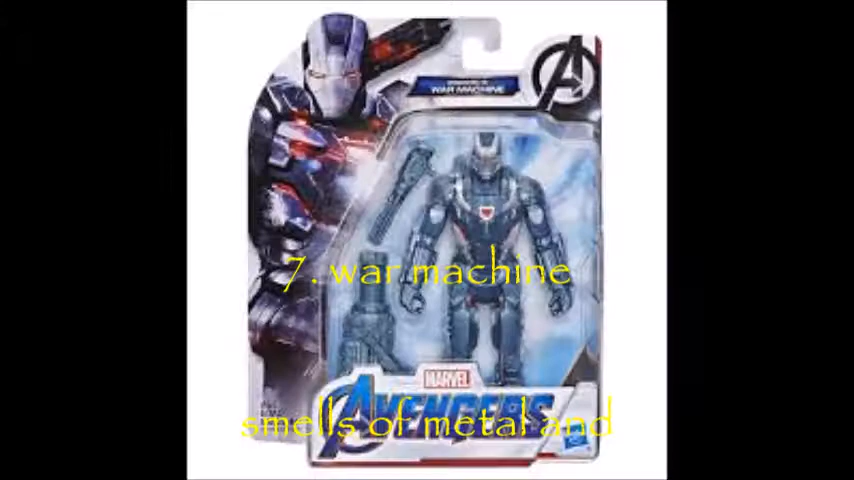 WAR MACHINE
7. war machine
MARVEL
AVENGERS
smells of metal and